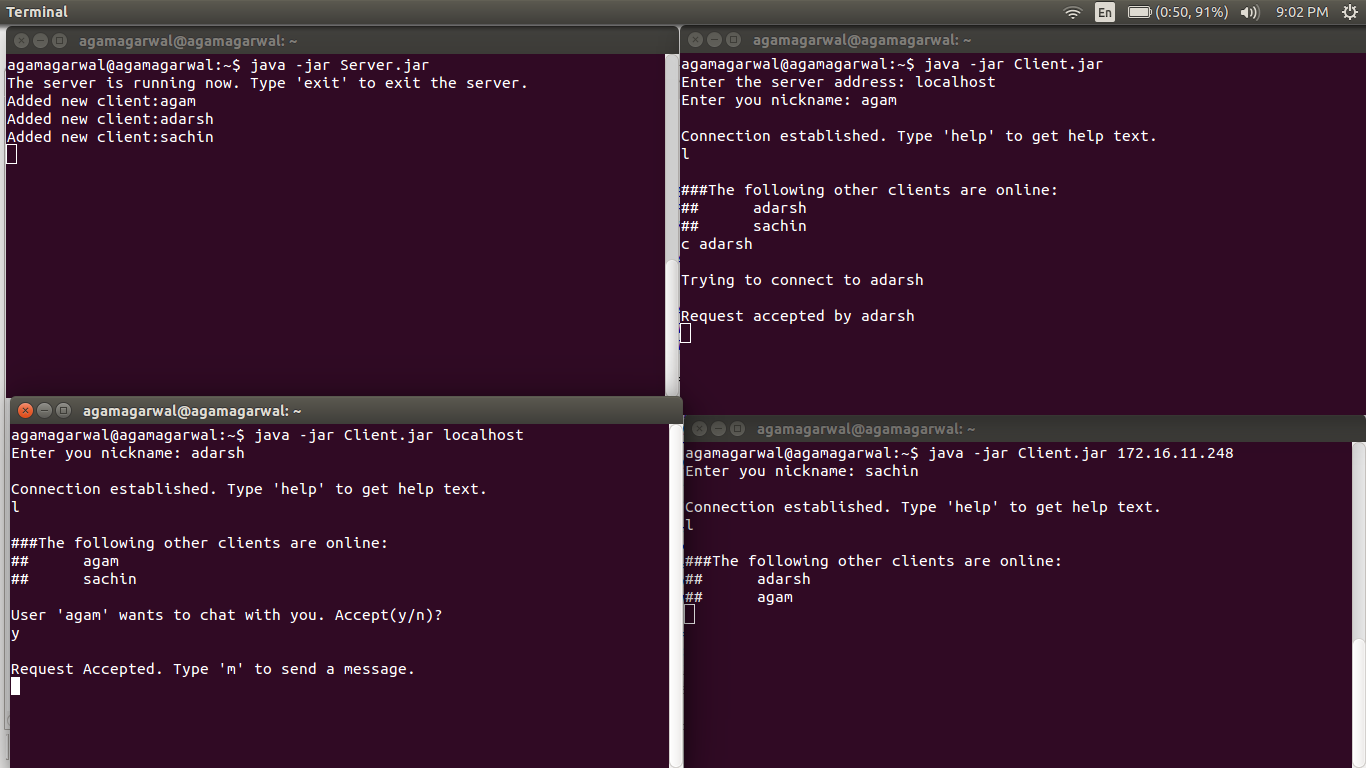 Terminal
En (0:50, 91%) 9:02 PM
agamagarwal@agamagarwal: ~
agamagarwal@agamagarwal:~$ java -jar Server.jar
The server is running now. Type 'exit' to exit the server.
Added new client:agam
Added new client:adarsh
Added new client:sachin
agamagarwal@agamagarwal: ~
agamagarwal@agamagarwal:~$ java -jar Client.jar
Enter the server address: localhost
Enter you nickname: agam
Connection established. Type 'help' to get help text.
l
###The following other clients are online:
## adarsh
## sachin
c adarsh
Trying to connect to adarsh
Request accepted by adarsh
agamagarwal@agamagarwal: ~
agamagarwal@agamagarwal:~$ java -jar Client.jar localhost
Enter you nickname: adarsh
Connection established. Type 'help' to get help text.
l
###The following other clients are online:
## agam
## sachin
User 'agam' wants to chat with you. Accept(y/n)?
y
Request Accepted. Type 'm' to send a message.
agamagarwal@agamagarwal: ~
agamagarwal@agamagarwal:~$ java -jar Client.jar 172.16.11.248
Enter you nickname: sachin
Connection established. Type 'help' to get help text.
l
###The following other clients are online:
## adarsh
## agam